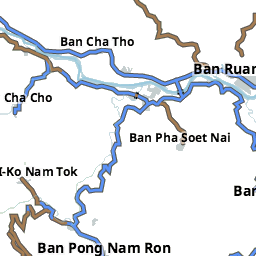 Ban Cha Tho
Ban Ruan
Cha Cho
Ban Pha Soet Nai
I-Ko Nam Tok
Ban
Ban Pong Nam Ron